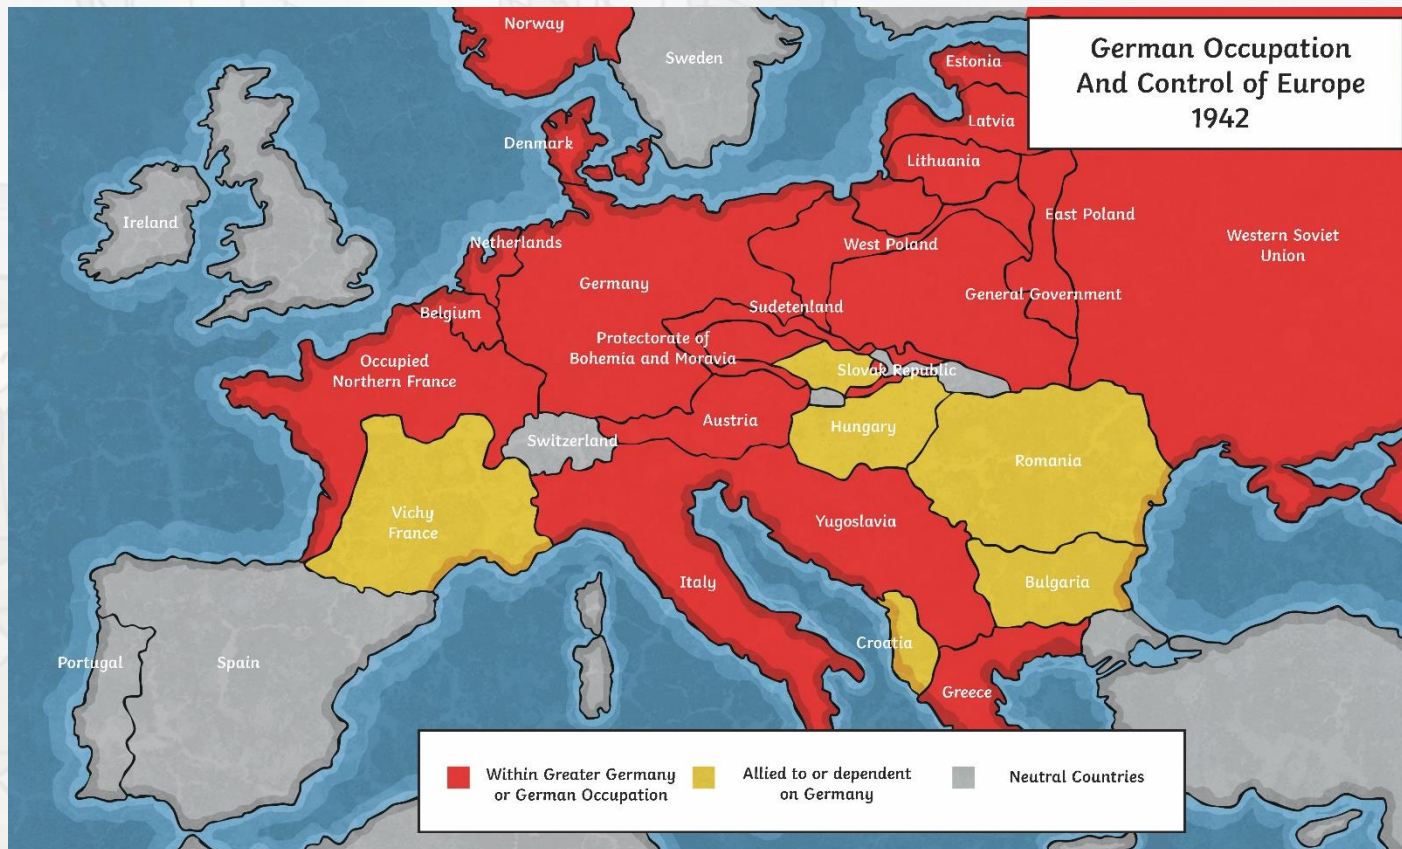 German Occupation
And Control of Europe
1942
Norway
Sweden
Estonia
Latvia
Denmark
Lithuania
Ireland
East Poland
Netherlands
West Poland
Western Soviet
Union
Germany
General Government
Sudetenland
Belgium
Protectorate of
Bohemia and Moravia
Occupied
Northern France
Slovak Republic
Austria
Hungary
Switzerland
Romania
Vichy
France
Yugoslavia
Italy
Bulgaria
Croatia
Portugal
Spain
Greece
Within Greater Germany
or German Occupation
Allied to or dependent
on Germany
Neutral Countries